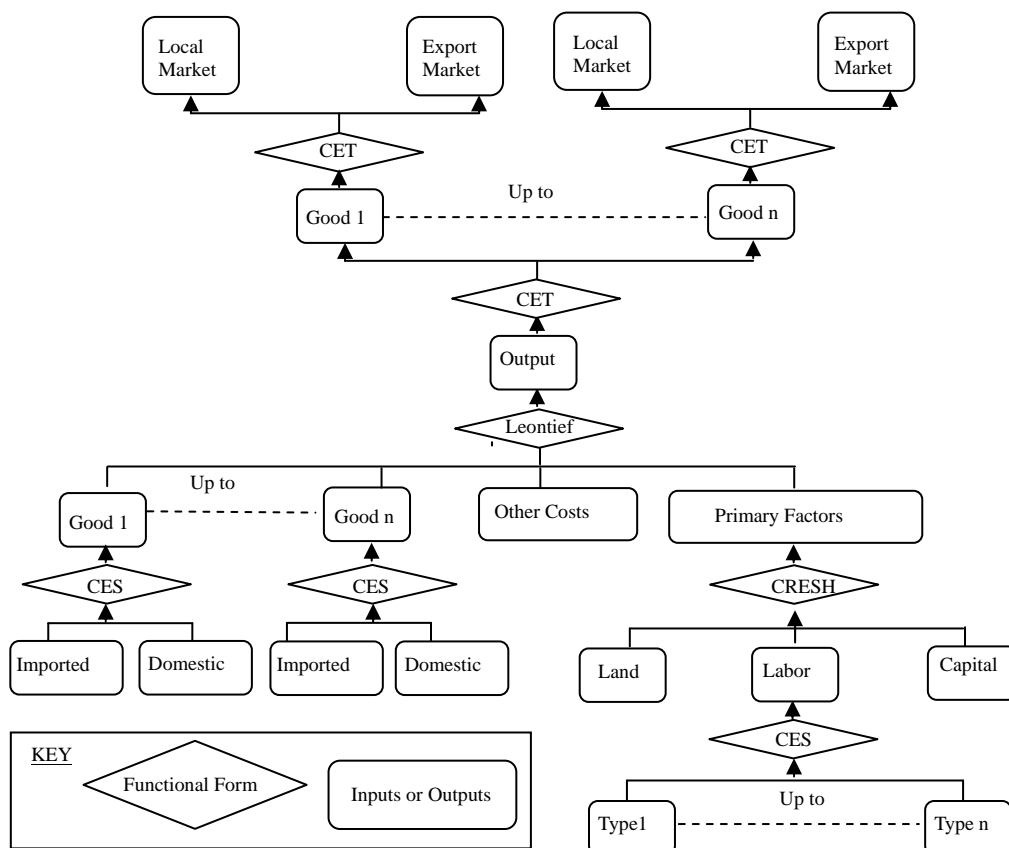 Local
Market
Export
Market
Local
Market
Export
Market
CET
CET
Up to
Good 1
Good n
CET
Output
Leontief
Up to
Good 1
Good n
Other Costs
Primary Factors
CES
CES
CRESH
Imported
Domestic
Imported
Domestic
Land
Labor
Capital
CES
KEY
Functional Form
Inputs or Outputs
Up to
Type1
Type n